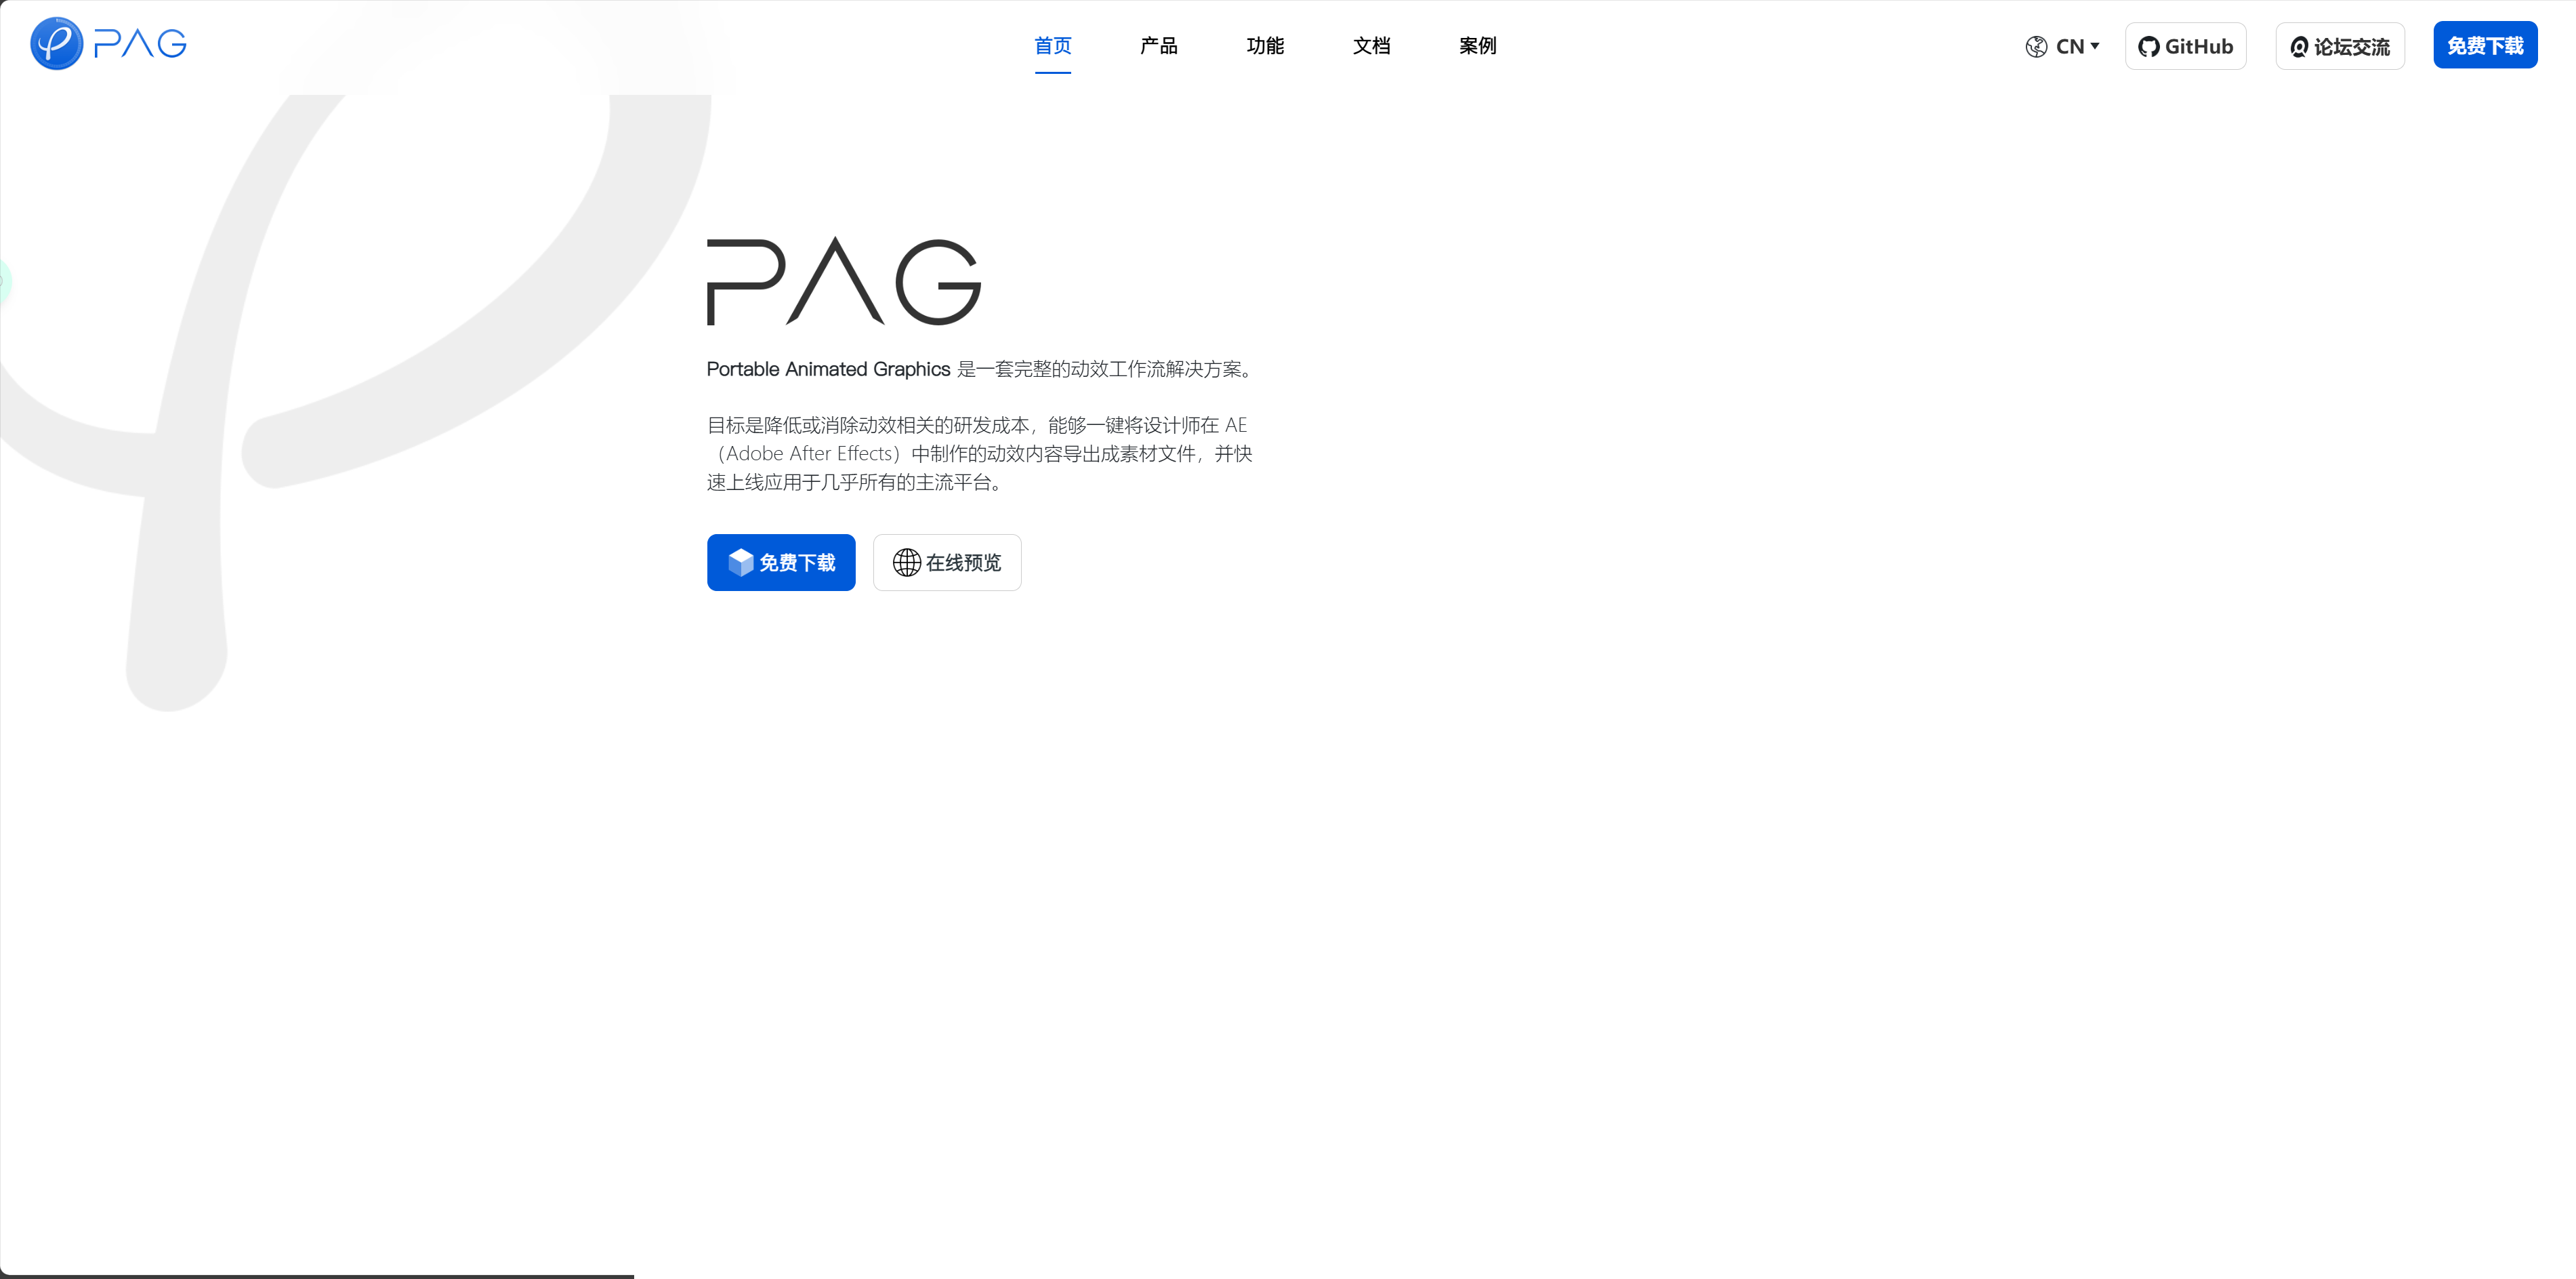 PAG
首页
产品
功能
文档
案例
CN
GitHub
论坛交流
免费下载
PAG
Portable Animated Graphics 是一套完整的动效工作流解决方案。
目标是降低或消除动效相关的研发成本，能够一键将设计师在 AE
（Adobe After Effects）中制作的动效内容导出成素材文件，并快
速上线应用于几乎所有的主流平台。
免费下载
在线预览